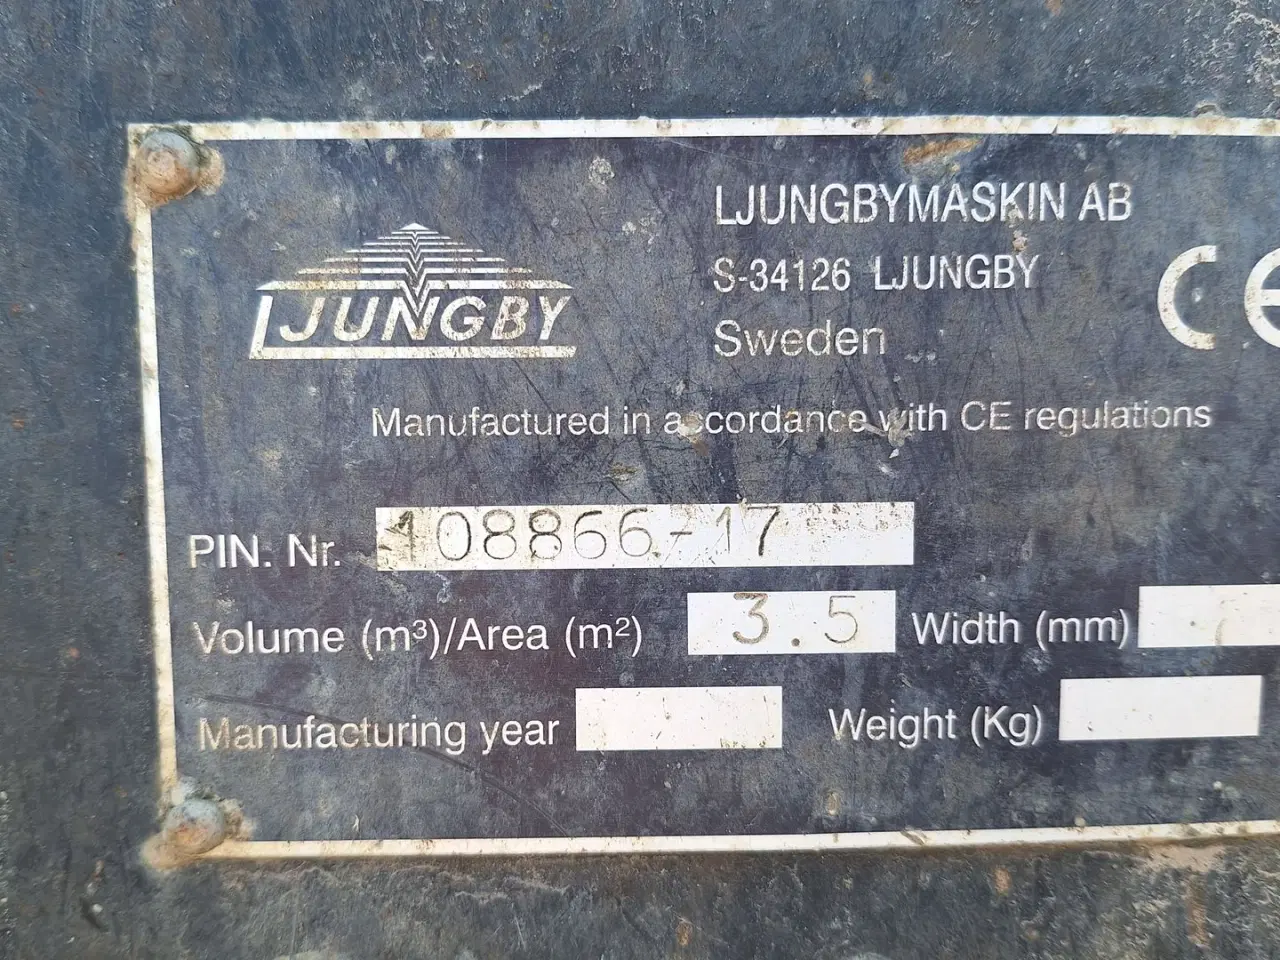 LJUNGBY
LJUNGBYMASKIN AB
S-34126 LJUNGBY
Sweden
CE
Manufactured in accordance with CE regulations
PIN. Nr. 108866-17
Volume (m³)/Area (m²) 3.5 Width (mm)
Manufacturing year Weight (Kg)